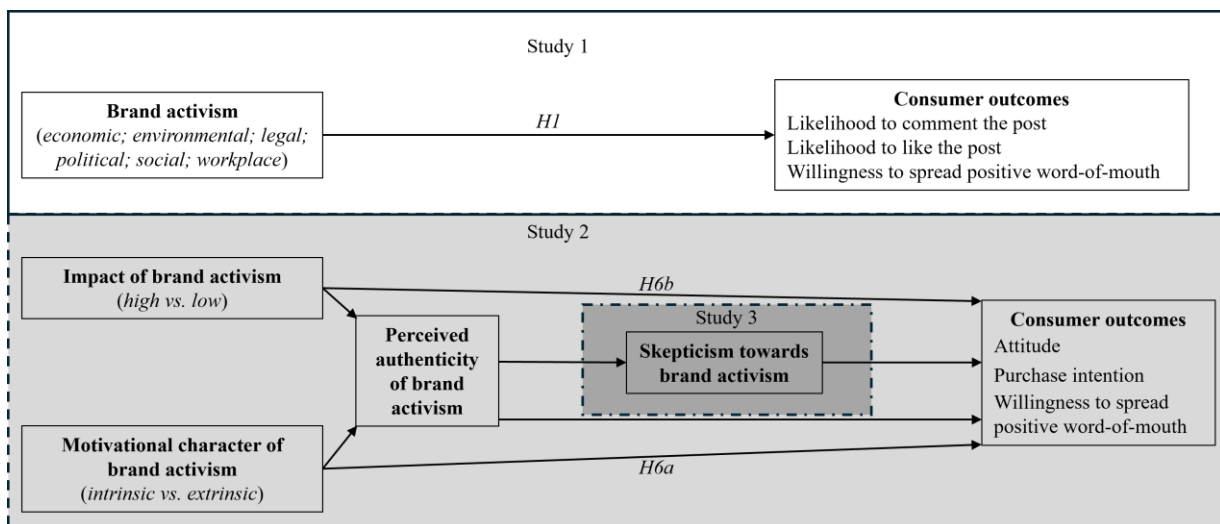 Study 1
Brand activism
(economic; environmental; legal;
political; social; workplace)
H1
Consumer outcomes
Likelihood to comment the post
Likelihood to like the post
Willingness to spread positive word-of-mouth
Study 2
Impact of brand activism
(high vs. low)
H6b
Study 3
Perceived
authenticity
of brand
activism
Skepticism towards
brand activism
Consumer outcomes
Attitude
Purchase intention
Willingness to spread
positive word-of-mouth
Motivational character of
brand activism
(intrinsic vs. extrinsic)
H6a